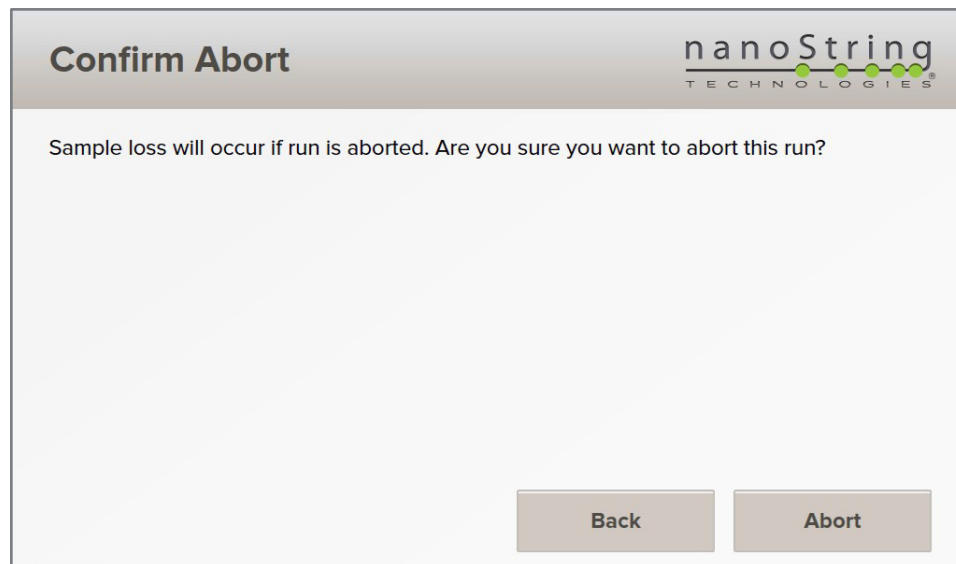 Confirm Abort
nanoString
TECHNOLOGIES®
Sample loss will occur if run is aborted. Are you sure you want to abort this run?
Back
Abort